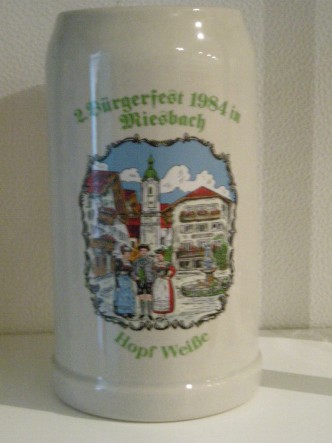 2. Bürgerfest 1984 in
Miesbach
Hopf Weiße